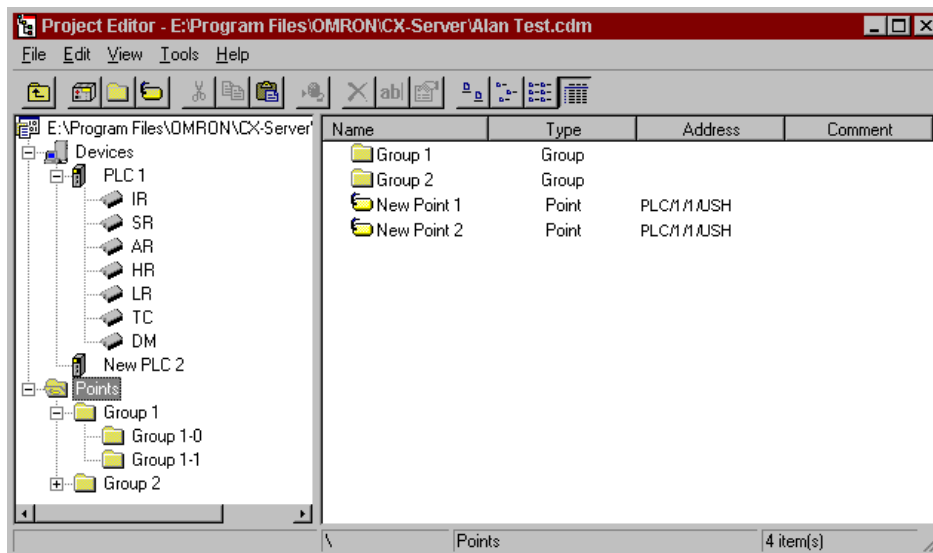 Project Editor - E:\Program Files\OMRON\CX-Server\Alan Test.cdm
File Edit View Tools Help
ab|
E:\Program Files\OMRON\CX-Server\
Devices
PLC 1
IR
SR
AR
HR
LR
TC
DM
New PLC 2
Points
Group 1
Group 1-0
Group 1-1
Group 2
Name Type Address Comment
Group 1 Group
Group 2 Group
New Point 1 Point PLC/1/1/USH
New Point 2 Point PLC/1/1/USH
\ Points 4 item(s)